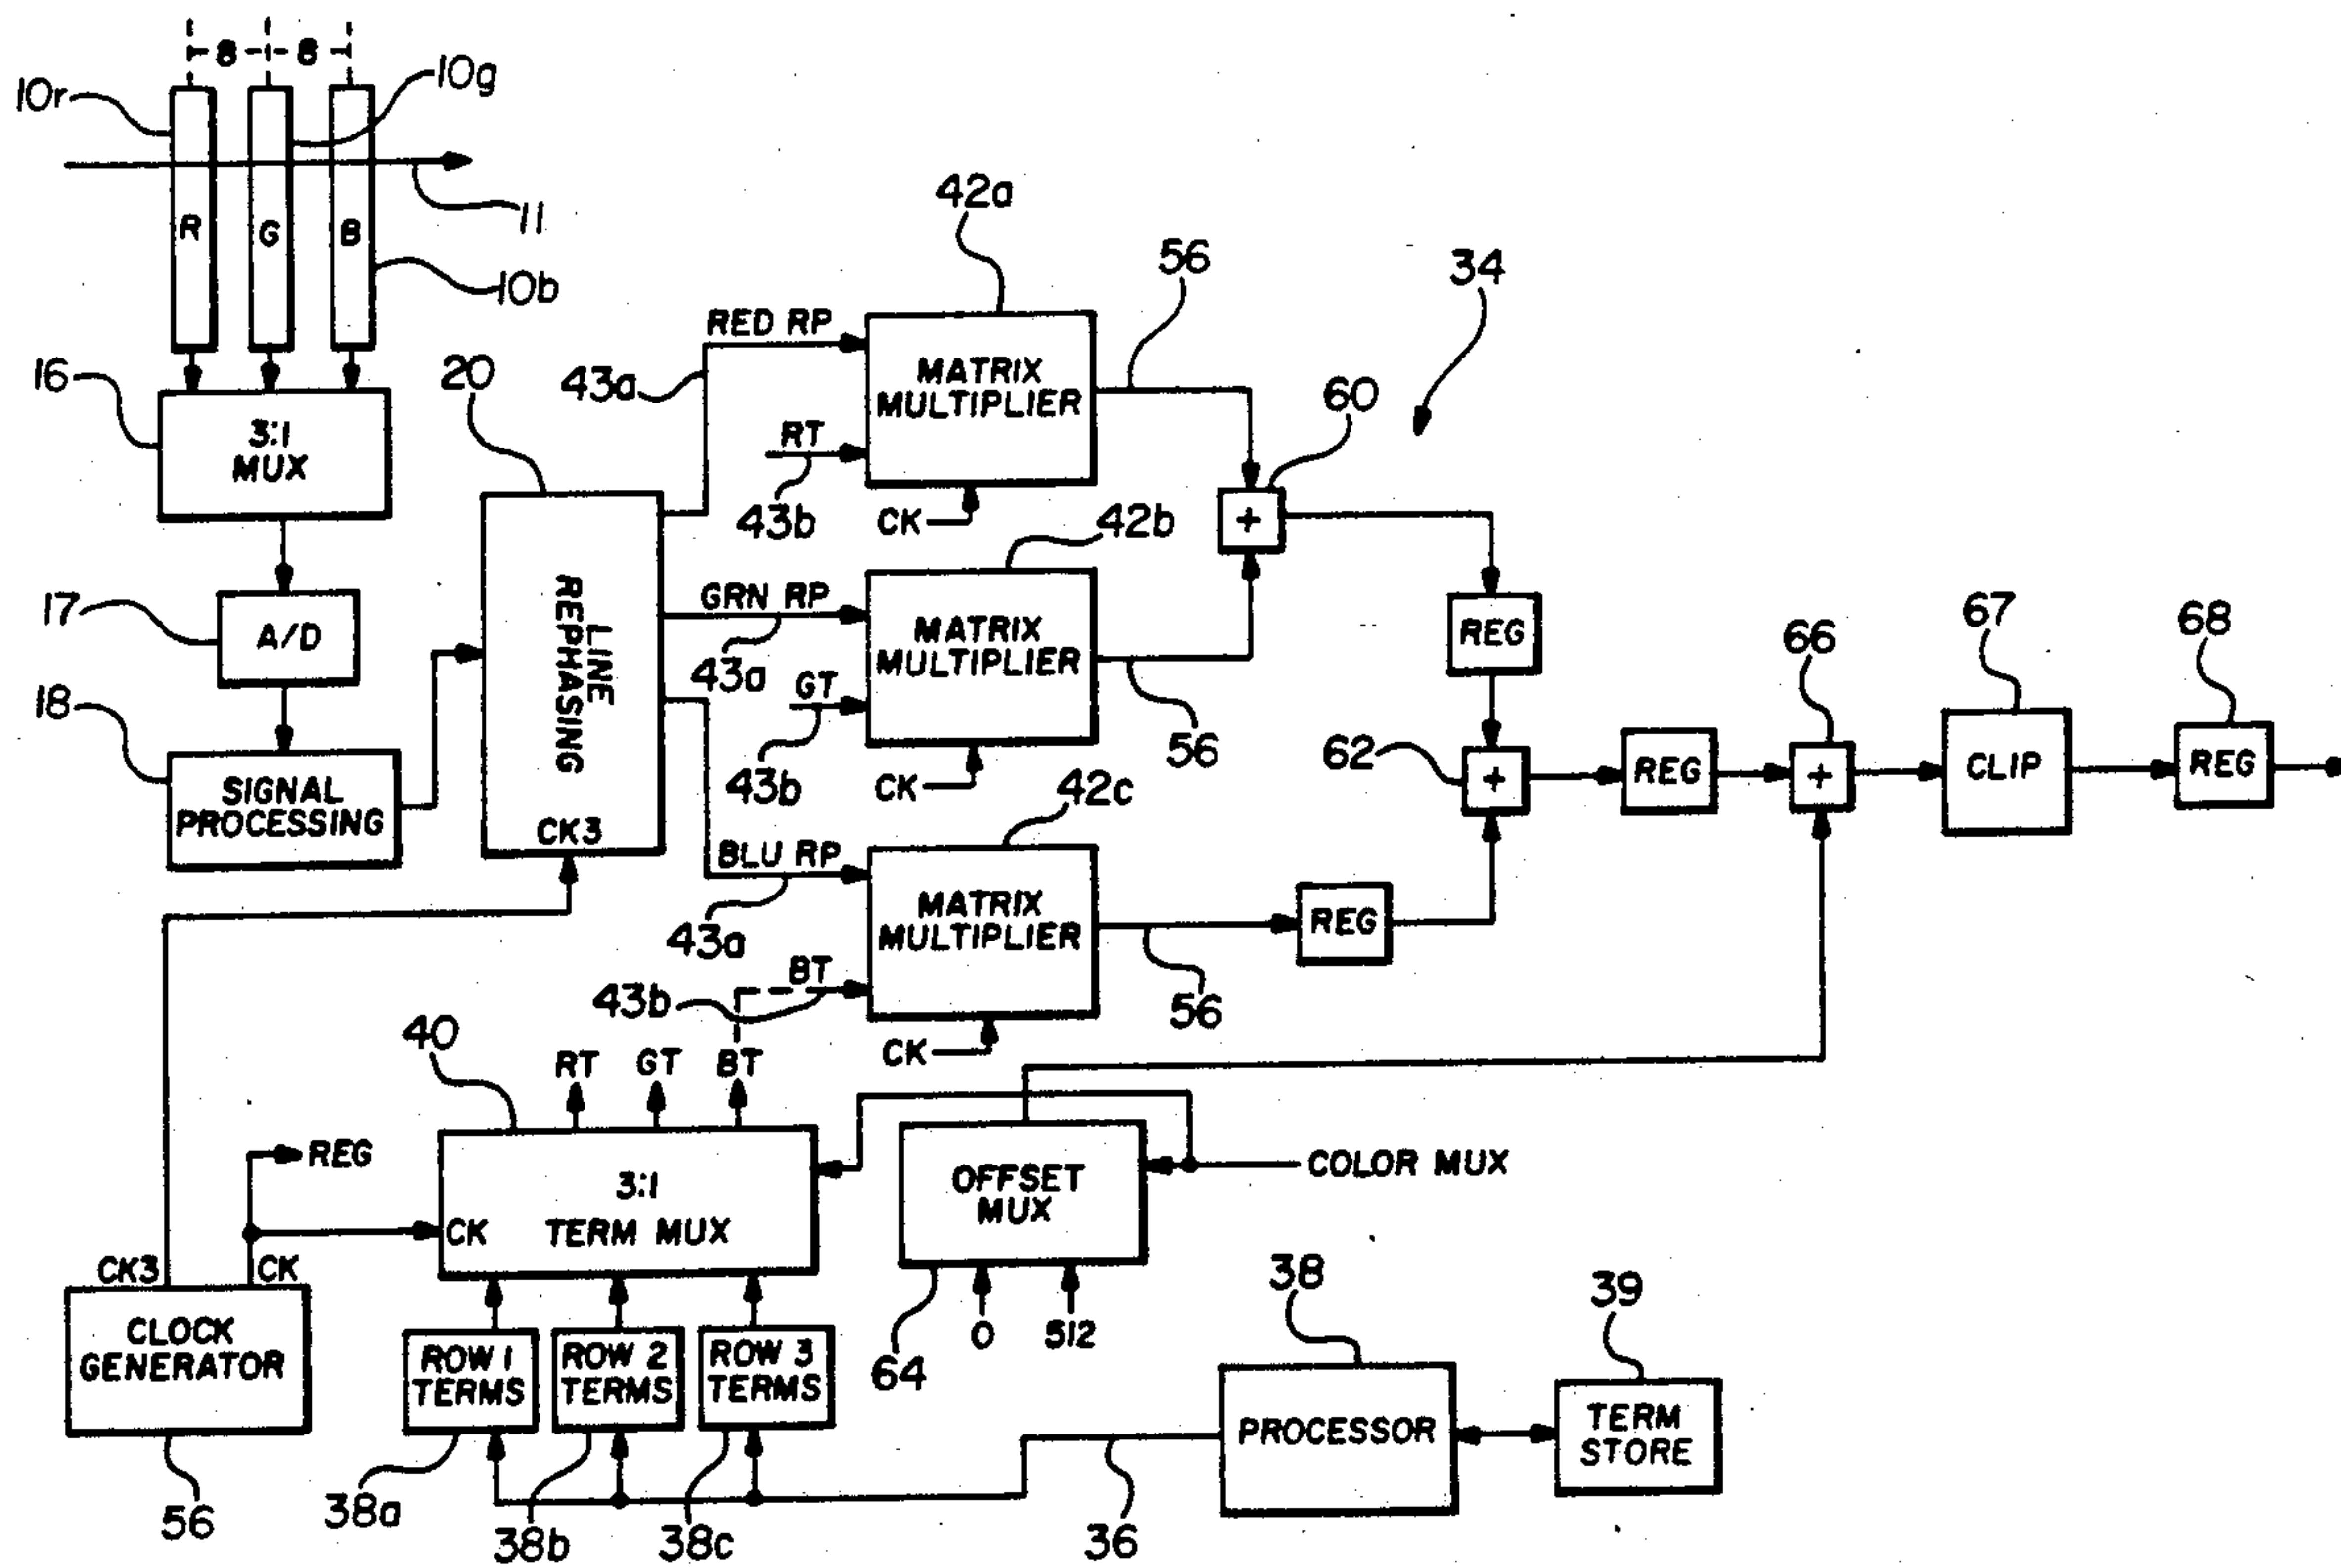 8 8
10r
10g
R
G
B
11
10b
16
3:1
MUX
17
A/D
18
SIGNAL
PROCESSING
20
LINE
REPHASING
CK3
RED RP
43a
RT
43b
42a
MATRIX
MULTIPLIER
CK
56
34
60
+
GRN RP
43a
GT
43b
42b
MATRIX
MULTIPLIER
CK
56
REG
62
+
REG
66
+
67
CLIP
68
REG
BLU RP
43a
BT
43b
42c
MATRIX
MULTIPLIER
CK
56
REG
40
RT
GT
BT
REG
CK
3:1
TERM MUX
OFFSET
MUX
COLOR MUX
64
0
512
CK3
CK
CLOCK
GENERATOR
56
ROW 1
TERMS
ROW 2
TERMS
ROW 3
TERMS
38a
38b
38c
36
38
PROCESSOR
39
TERM
STORE